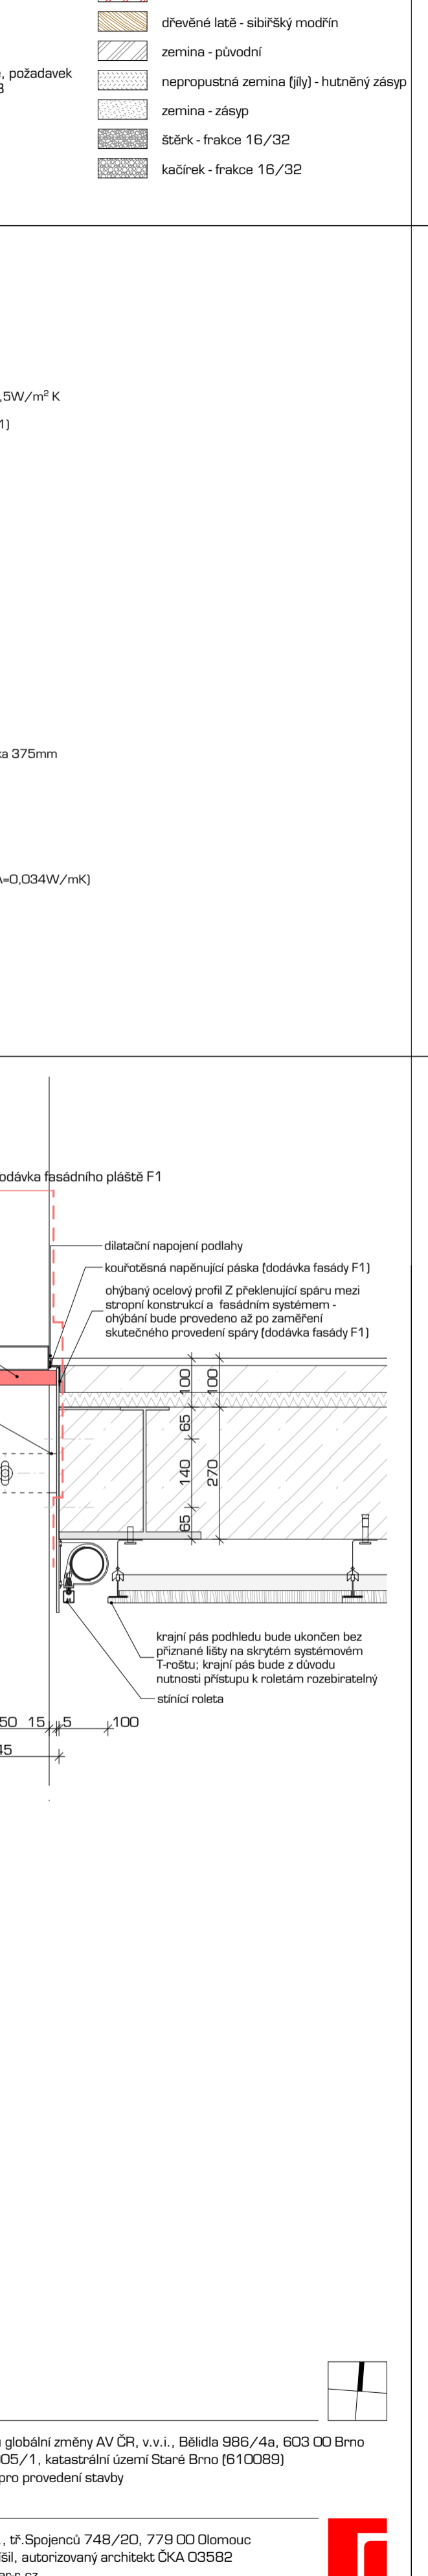 dřevěné latě - sibiřský modřín
zemina - původní
, požadavek
nepropustná zemina (jíly) - hutněný zásyp
zemina - zásyp
štěrk - frakce 16/32
kačírek - frakce 16/32
,5W/m² K
1)
375mm
=0,034W/mK)
fasádního pláště F1
dilatační napojení podlahy
kouřotěsná napěnující páska (dodávka fasády F1)
ohýbaný ocelový profil Z překlenující spáru mezi
stropní konstrukcí a fasádním systémem -
ohýbání bude provedeno až po zaměření
skutečného provedení spáry (dodávka fasády F1)
100 100
65
140 270
65
krajní pás podhledu bude ukončen bez
přiznané lišty na skrytém systémovém
T-roštu; krajní pás bude z důvodu
nutnosti přístupu k roletám rozebiratelný
stínící roleta
50 15 5 100
45
globální změny AV ČR, v.v.i., Bělidla 986/4a, 603 00 Brno
05/1, katastrální území Staré Brno (610089)
pro provedení stavby
., tř.Spojenců 748/20, 779 00 Olomouc
autorizovaný architekt ČKA 03582